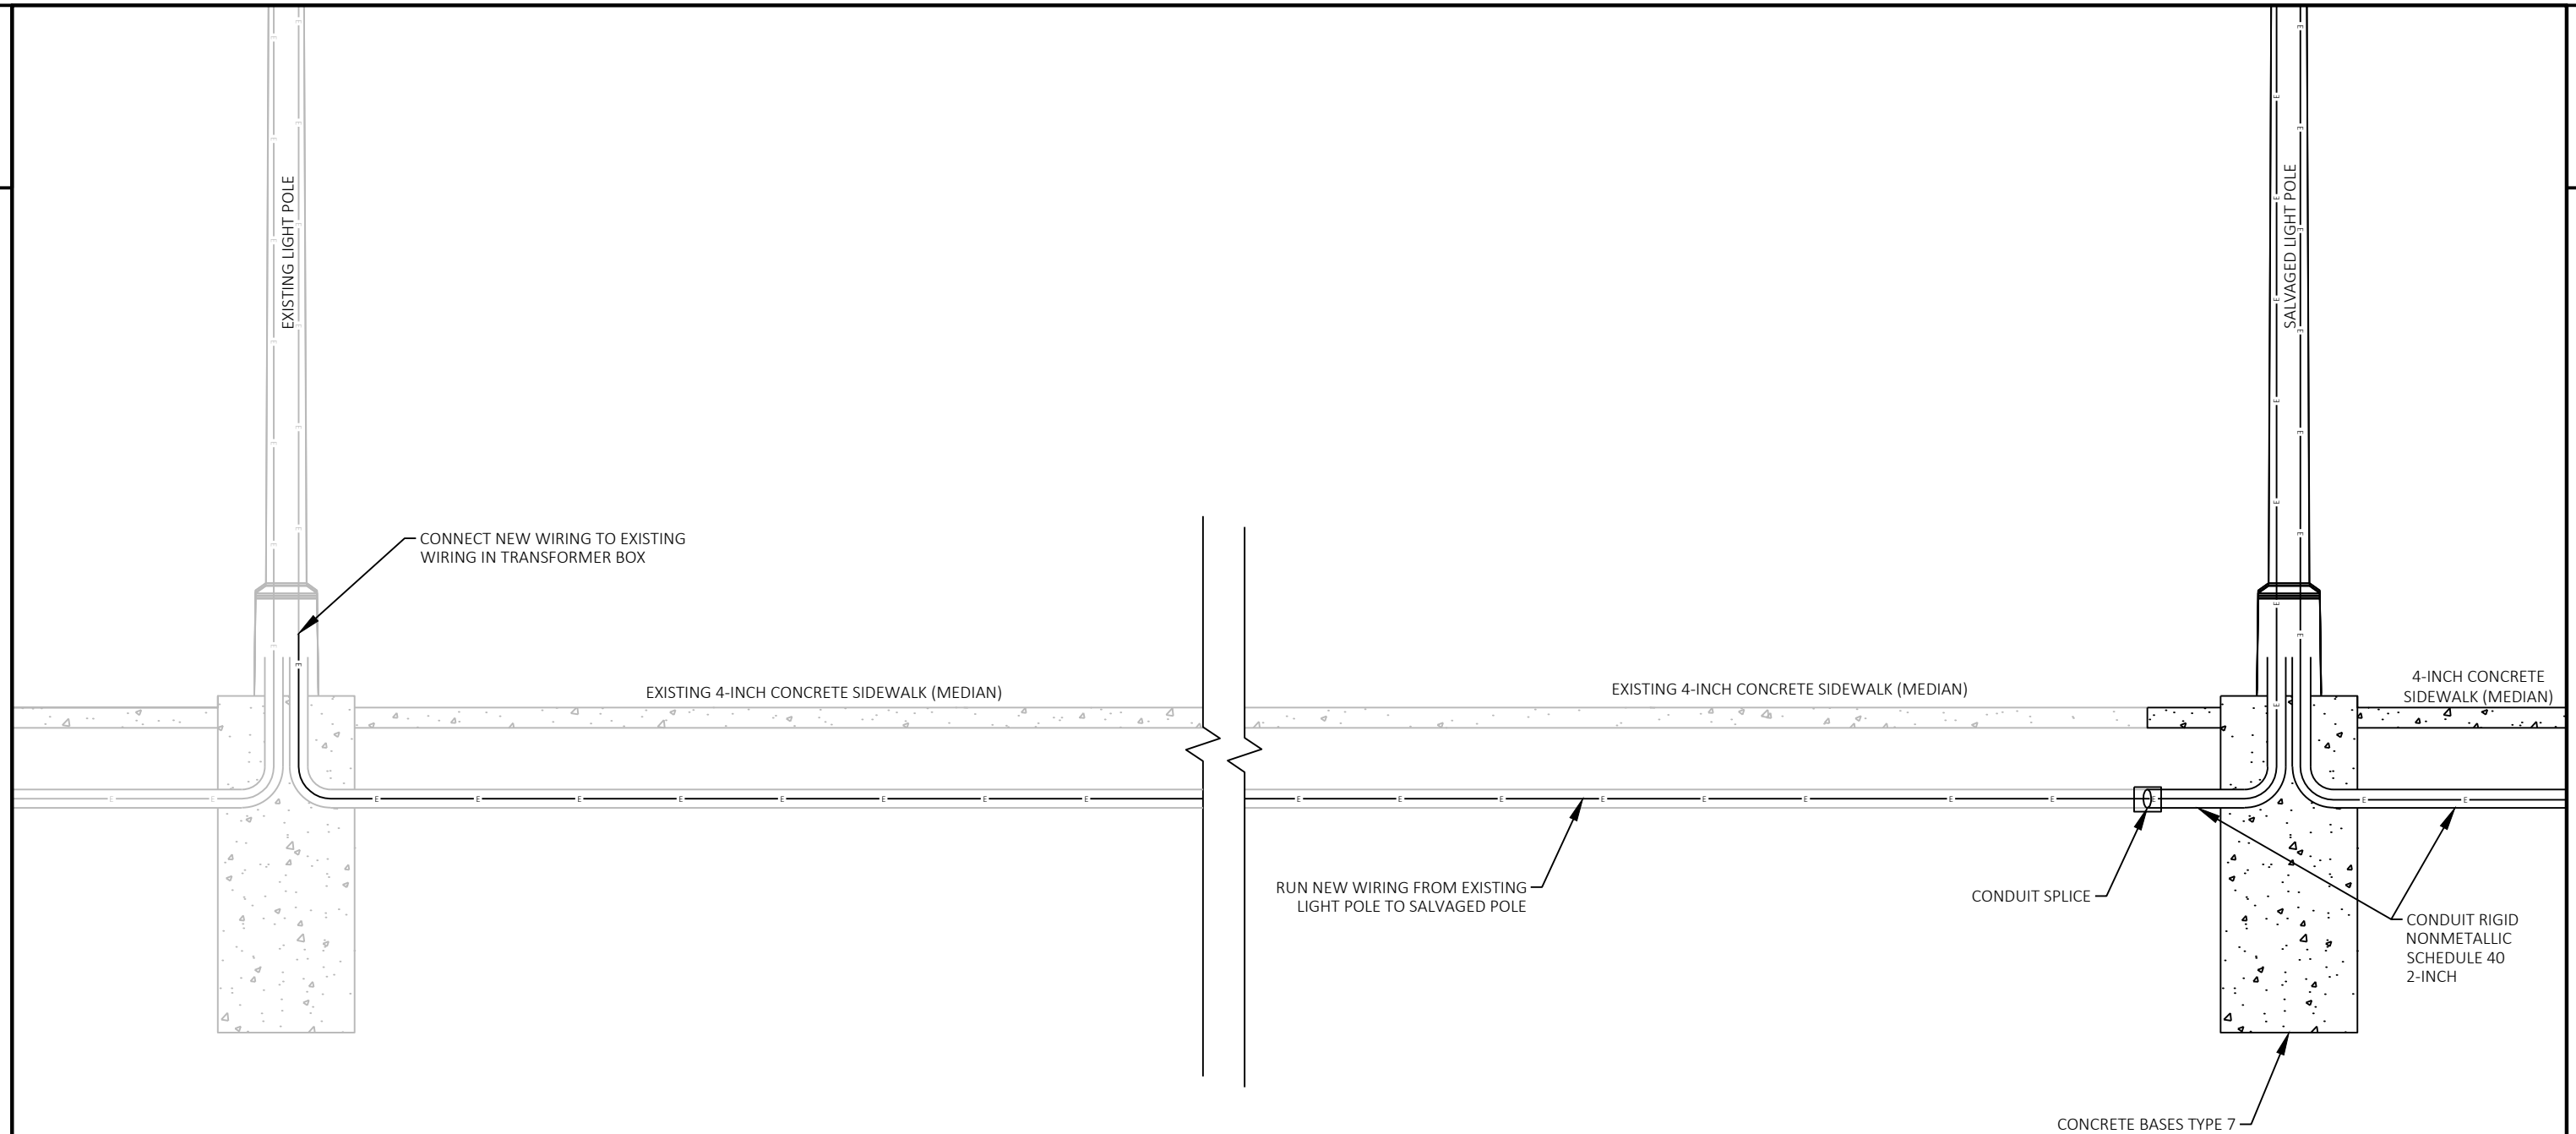 EXISTING LIGHT POLE
SALVAGED LIGHT POLE
CONNECT NEW WIRING TO EXISTING
WIRING IN TRANSFORMER BOX
EXISTING 4-INCH CONCRETE SIDEWALK (MEDIAN)
EXISTING 4-INCH CONCRETE SIDEWALK (MEDIAN)
4-INCH CONCRETE
SIDEWALK (MEDIAN)
RUN NEW WIRING FROM EXISTING
LIGHT POLE TO SALVAGED POLE
CONDUIT SPLICE
CONDUIT RIGID
NONMETALLIC
SCHEDULE 40
2-INCH
CONCRETE BASES TYPE 7